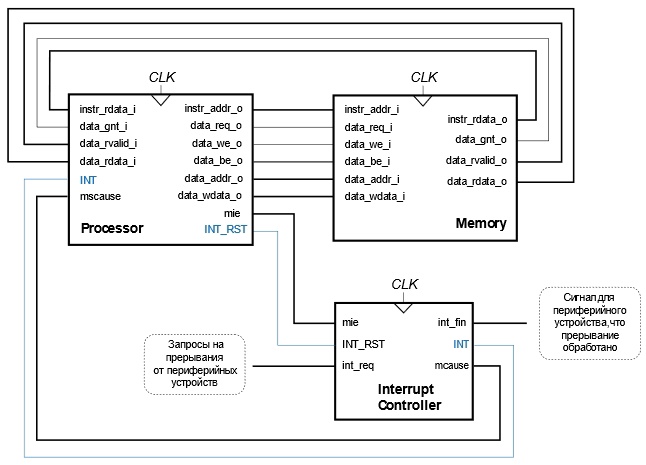 CLK
CLK
instr_rdata_i
data_gnt_i
data_rvalid_i
data_rdata_i
INT
mscause
instr_addr_o
data_req_o
data_we_o
data_be_o
data_addr_o
data_wdata_o
mie
INT_RST
Processor
instr_addr_i
data_req_i
data_we_i
data_be_i
data_addr_i
data_wdata_i
instr_rdata_o
data_gnt_o
data_rvalid_o
data_rdata_o
Memory
CLK
mie
INT_RST
int_req
int_fin
INT
mcause
Interrupt
Controller
Запросы на
прерывания
от периферийных
устройств
Сигнал для
периферийного
устройства,что
прерывание
обработано